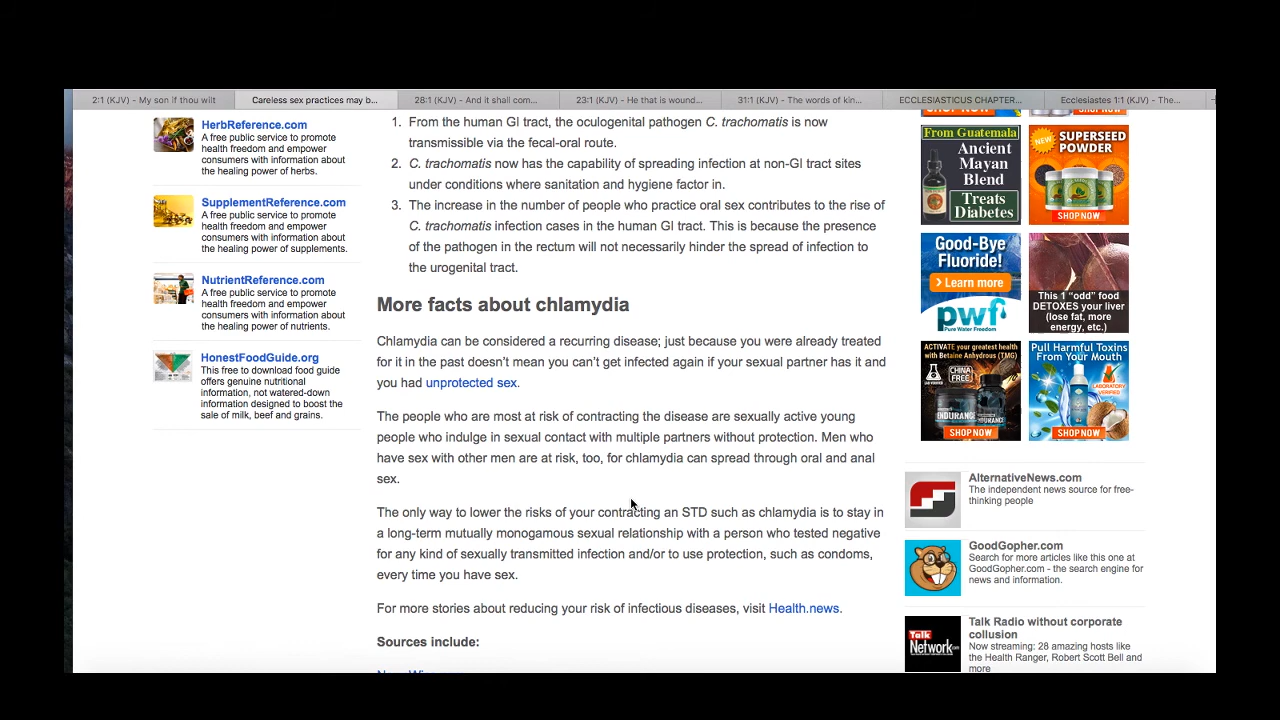 2:1 (KJV) - My son if thou wilt
Careless sex practices may b...
28:1 (KJV) - And it shall com...
23:1 (KJV) - He that is wound...
31:1 (KJV) - The words of kin...
ECCLESIASTICUS CHAPTER...
Ecclesiastes 1:1 (KJV) - The...
HerbReference.com
A free public service to promote
health freedom and empower
consumers with information about
the healing power of herbs.
SupplementReference.com
A free public service to promote
health freedom and empower
consumers with information about
the healing power of supplements.
NutrientReference.com
A free public service to promote
health freedom and empower
consumers with information about
the healing power of nutrients.
HonestFoodGuide.org
This free to download food guide
offers genuine nutritional
information, not watered-down
information designed to boost the
sale of milk, beef and grains.
1. From the human GI tract, the oculogenital pathogen C. trachomatis is now
transmissible via the fecal-oral route.
2. C. trachomatis now has the capability of spreading infection at non-GI tract sites
under conditions where sanitation and hygiene factor in.
3. The increase in the number of people who practice oral sex contributes to the rise of
C. trachomatis infection cases in the human GI tract. This is because the presence
of the pathogen in the rectum will not necessarily hinder the spread of infection to
the urogenital tract.
More facts about chlamydia
Chlamydia can be considered a recurring disease; just because you were already treated
for it in the past doesn't mean you can't get infected again if your sexual partner has it and
you had unprotected sex.
The people who are most at risk of contracting the disease are sexually active young
people who indulge in sexual contact with multiple partners without protection. Men who
have sex with other men are at risk, too, for chlamydia can spread through oral and anal
sex.
The only way to lower the risks of your contracting an STD such as chlamydia is to stay in
a long-term mutually monogamous sexual relationship with a person who tested negative
for any kind of sexually transmitted infection and/or to use protection, such as condoms,
every time you have sex.
For more stories about reducing your risk of infectious diseases, visit Health.news.
Sources include:
SHOP NOW
From Guatemala
Ancient
Mayan
Blend
Treats
Diabetes
NEW
SUPERSEED
POWDER
SHOP NOW
Good-Bye
Fluoride!
> Learn more
pwf
Pure Water Freedom
This 1 "odd" food
DETOXES your liver
(lose fat, more
energy, etc.)
ACTIVATE your greatest health
with Betaine Anhydrous (TMG)
LAB VERIFIED
CHINA
FREE
ENDURANCE
SHOP NOW
Pull Harmful Toxins
From Your Mouth
LABORATORY
VERIFIED
SHOP NOW
AlternativeNews.com
The independent news source for free-
thinking people
GoodGopher.com
Search for more articles like this one at
GoodGopher.com - the search engine for
news and information.
Talk
Network.com
Talk Radio without corporate
collusion
Now streaming: 28 amazing hosts like
the Health Ranger, Robert Scott Bell and
more